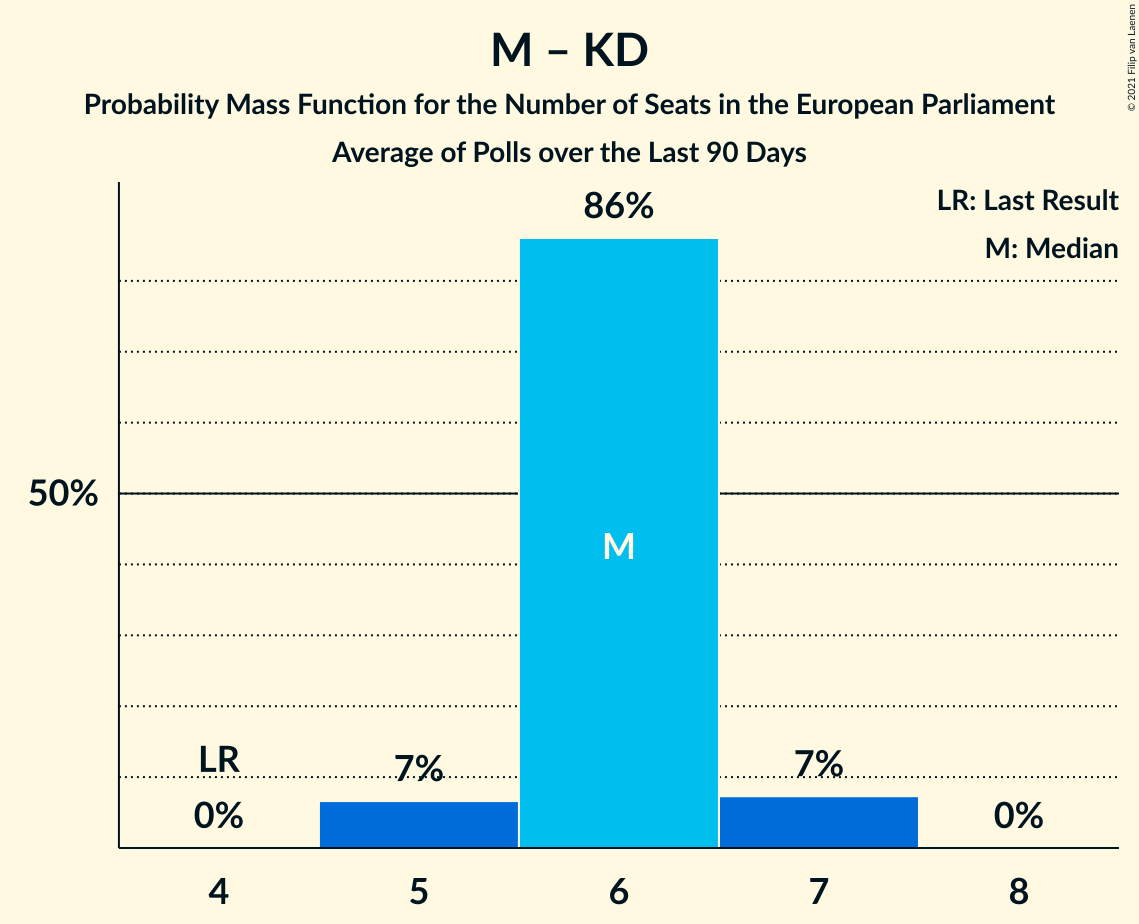 M – KD
Probability Mass Function for the Number of Seats in the European Parliament
Average of Polls over the Last 90 Days
© 2021 Filip van Laenen
LR: Last Result
M: Median
86%
50%
M
LR
0%
7%
7%
0%
4 5 6 7 8